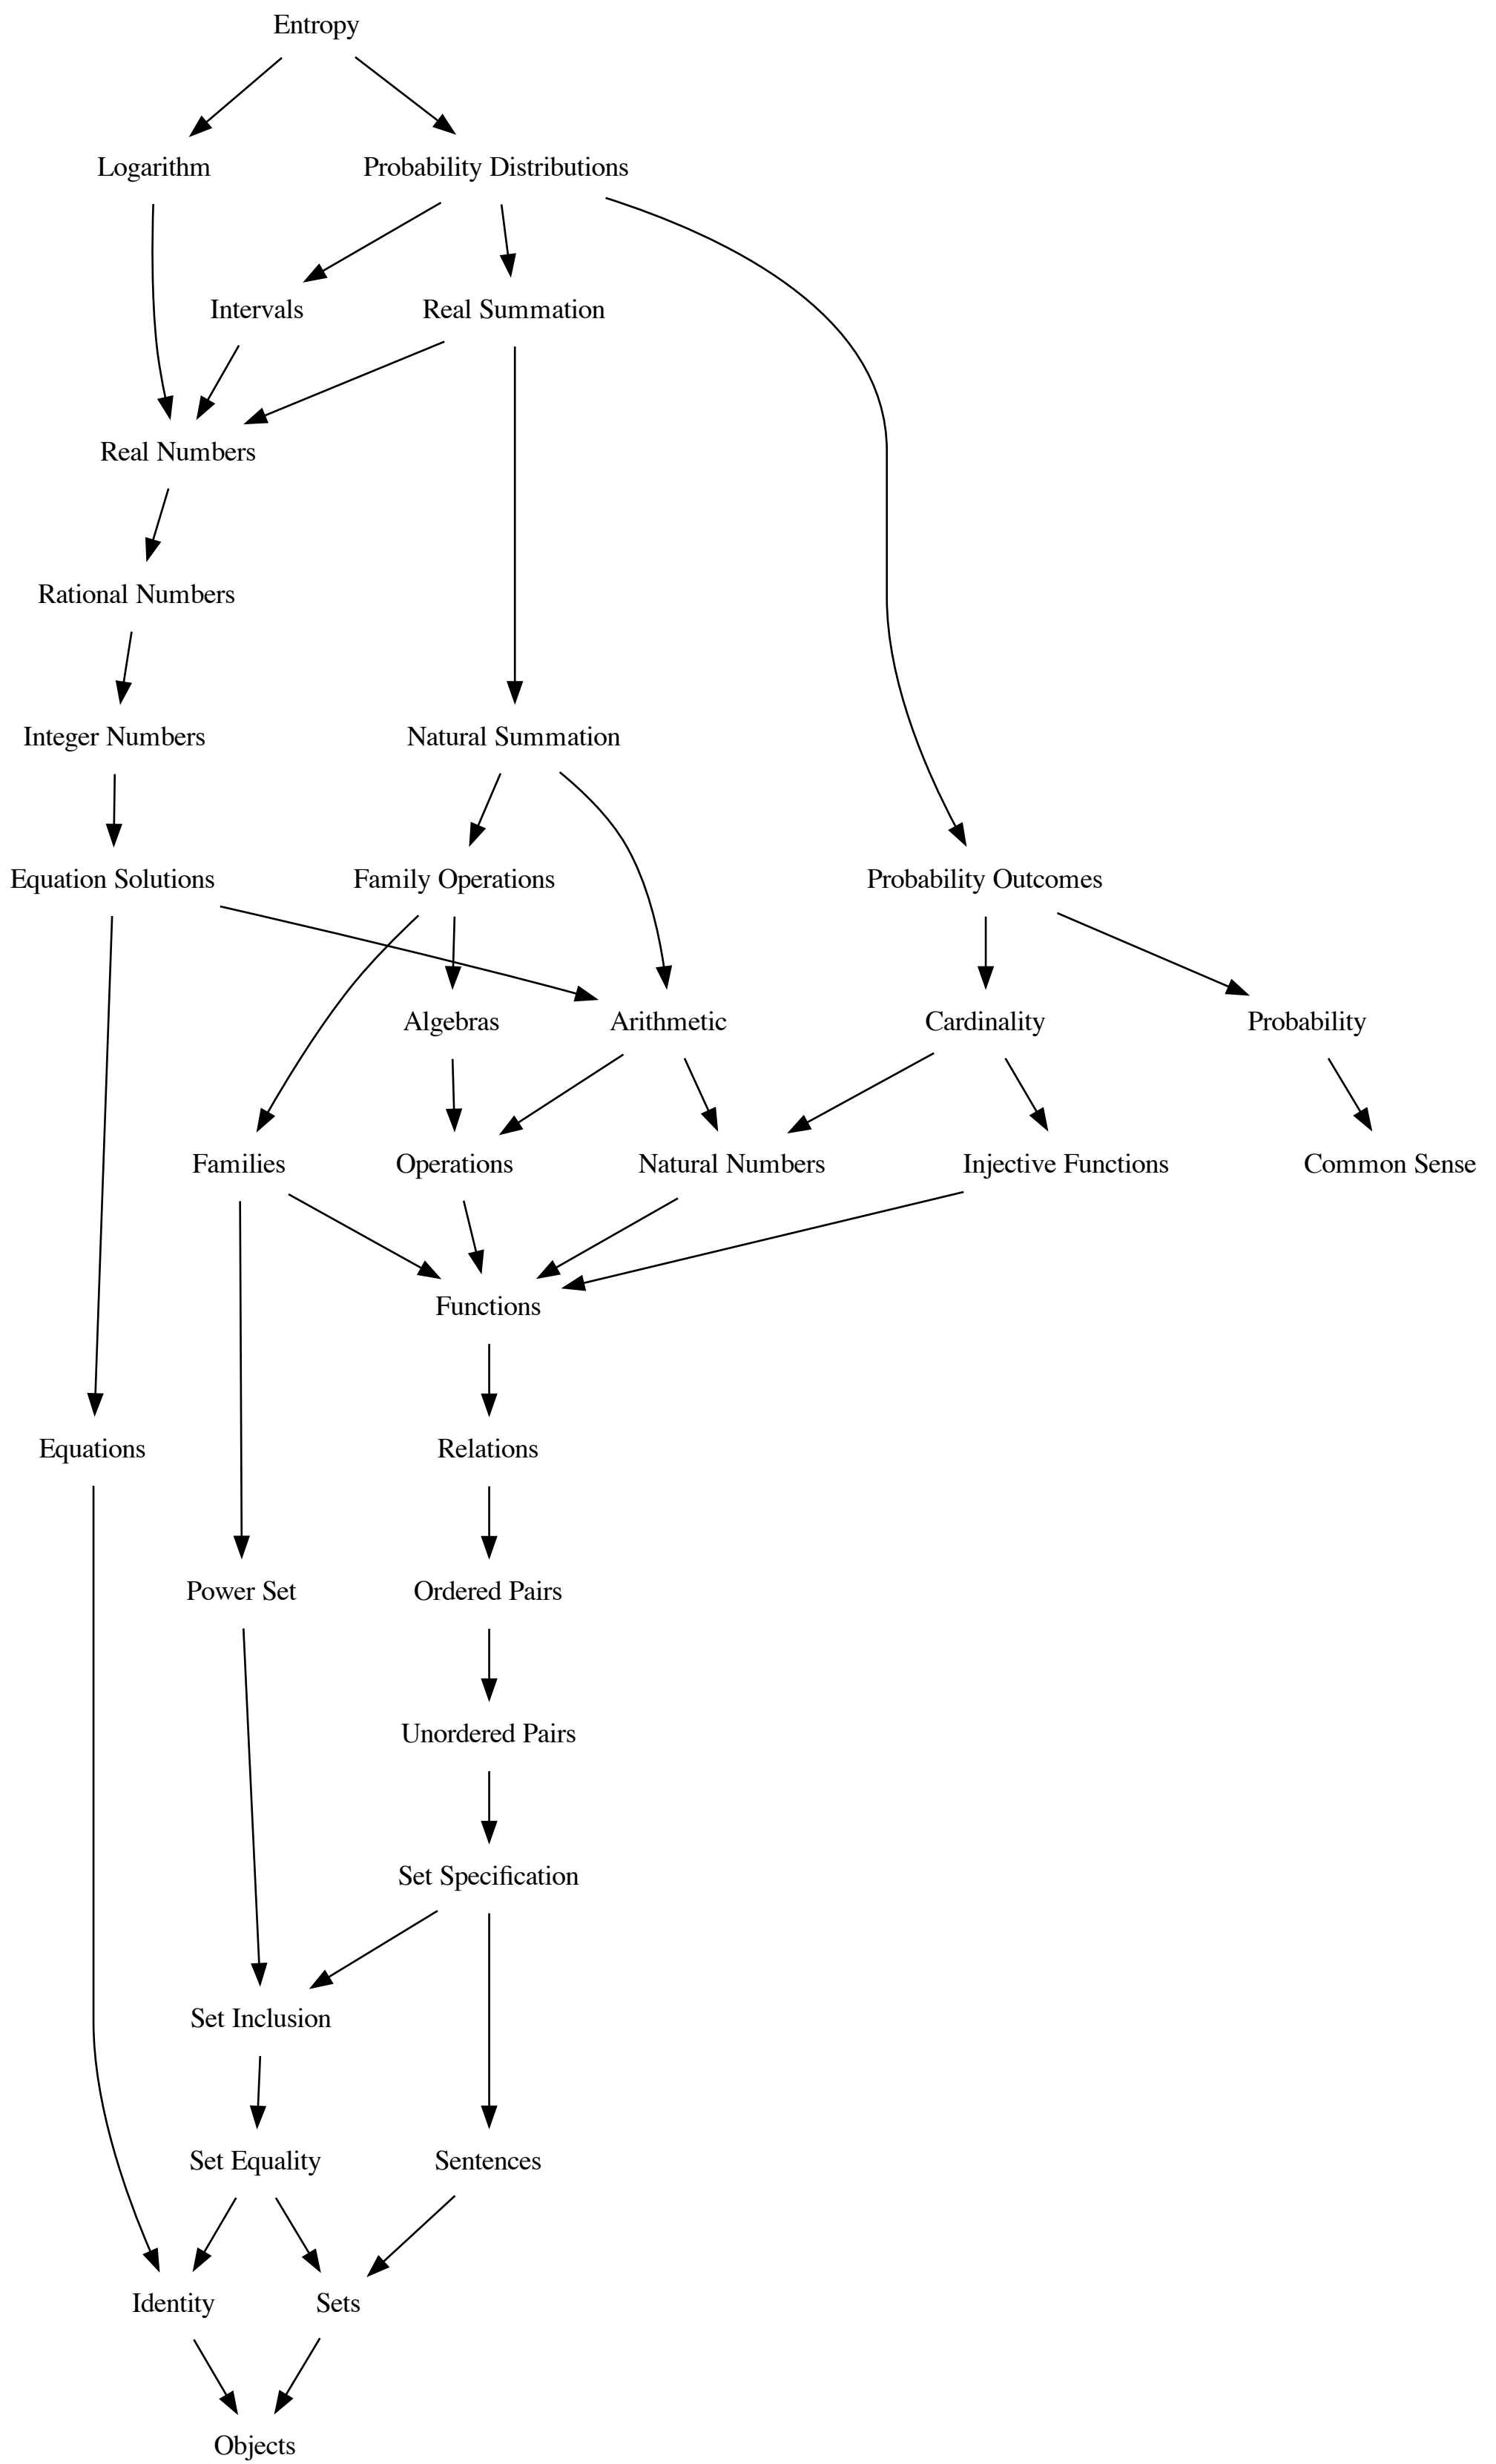 Entropy
Logarithm
Probability Distributions
Intervals
Real Summation
Real Numbers
Rational Numbers
Integer Numbers
Natural Summation
Equation Solutions
Family Operations
Probability Outcomes
Algebras
Arithmetic
Cardinality
Probability
Families
Operations
Natural Numbers
Injective Functions
Common Sense
Functions
Equations
Relations
Power Set
Ordered Pairs
Unordered Pairs
Set Specification
Set Inclusion
Set Equality
Sentences
Identity
Sets
Objects